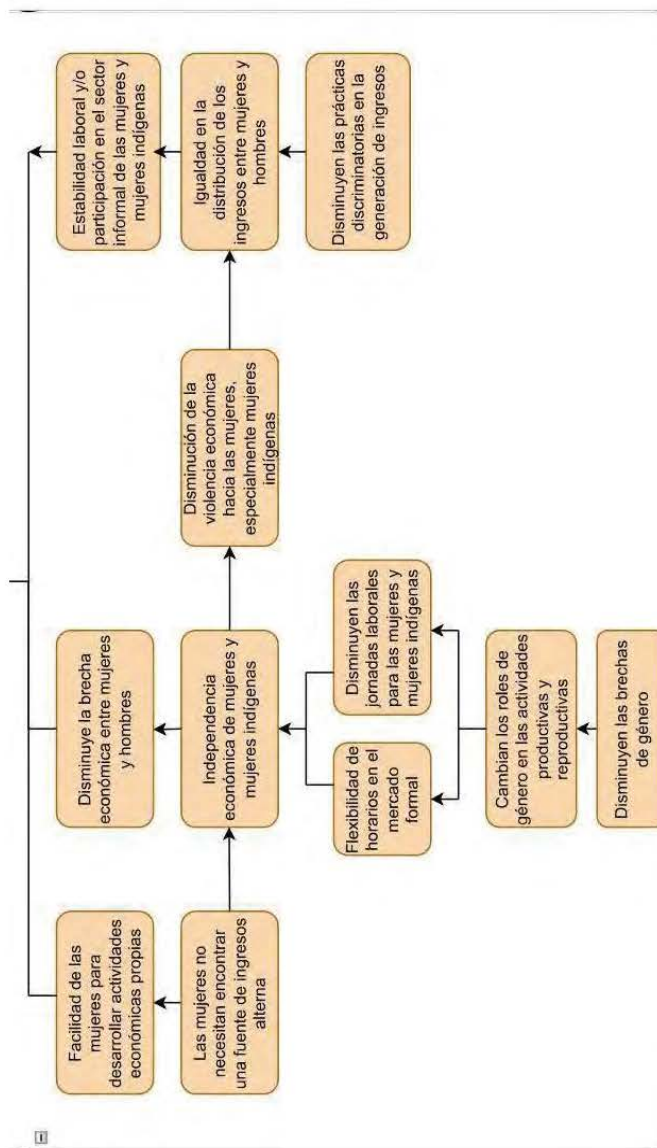 Facilidad de las
mujeres para
desarrollar actividades
económicas propias
Disminuye la brecha
económica entre mujeres
y hombres
Estabilidad laboral y/o
participación en el sector
informal de las mujeres y
mujeres indígenas
Las mujeres no
necesitan encontrar
una fuente de ingresos
alterna
Independencia
económica de mujeres y
mujeres indígenas
Disminución de la
violencia económica
hacia las mujeres,
especialmente mujeres
indígenas
Igualdad en la
distribución de los
ingresos entre mujeres y
hombres
Flexibilidad de
horarios en el
mercado
formal
Disminuyen las
jornadas laborales
para las mujeres y
mujeres indígenas
Disminuyen las prácticas
discriminatorias en la
generación de ingresos
Cambian los roles de
género en las actividades
productivas y
reproductivas
Disminuyen las brechas
de género